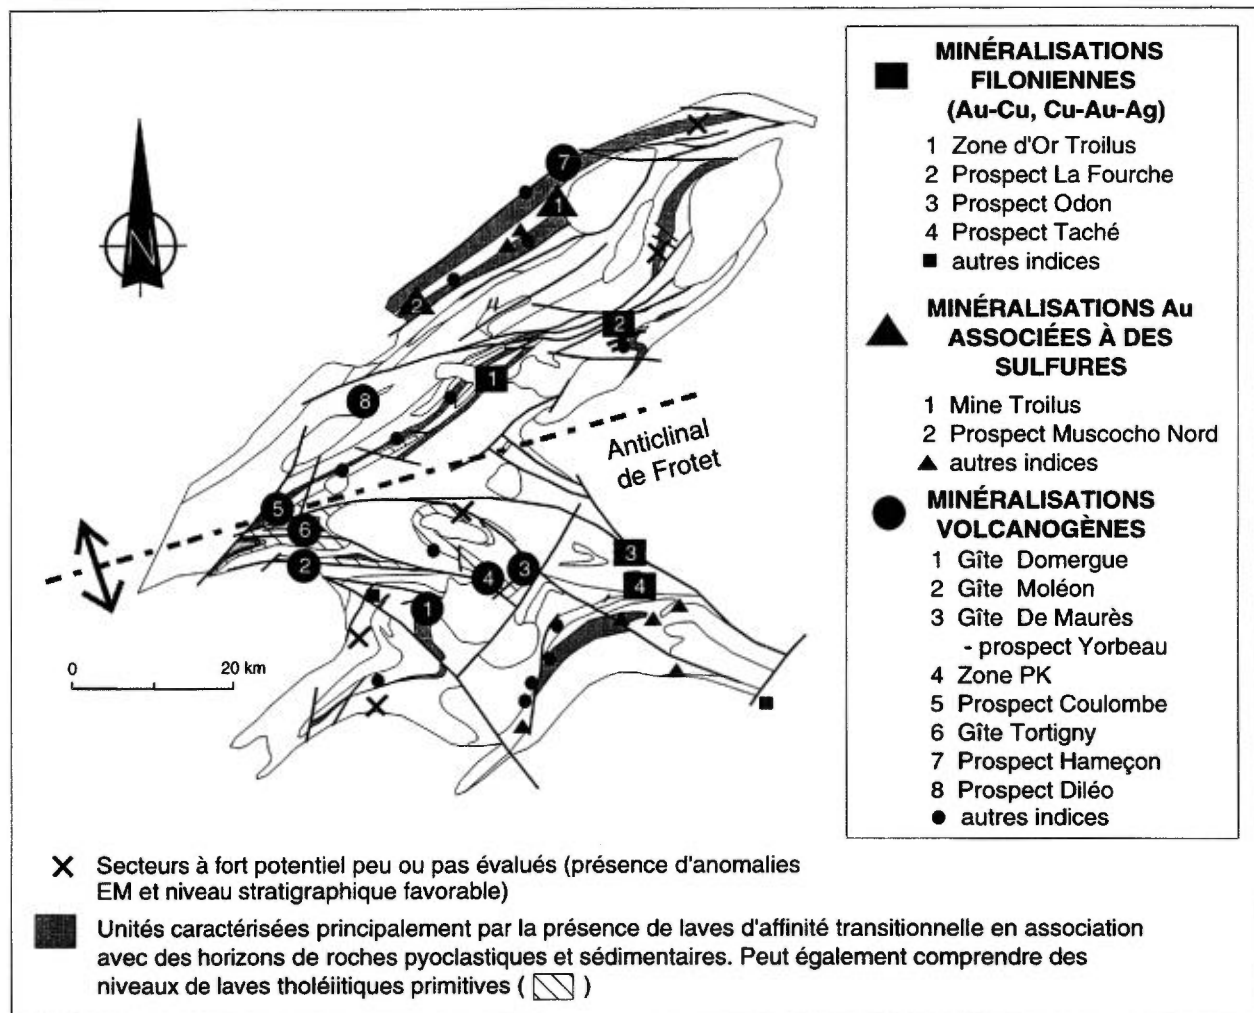 MINÉRALISATIONS
FILONIENNES
(Au-Cu, Cu-Au-Ag)
1 Zone d'Or Troilus
2 Prospect La Fourche
3 Prospect Odon
4 Prospect Taché
autres indices
MINÉRALISATIONS Au
ASSOCIÉES À DES
SULFURES
1 Mine Troilus
2 Prospect Muscocho Nord
autres indices
MINÉRALISATIONS
VOLCANOGÈNES
1 Gîte Domergue
2 Gîte Moléon
3 Gîte De Maurès
- prospect Yorbeau
4 Zone PK
5 Prospect Coulombe
6 Gîte Tortigny
7 Prospect Hameçon
8 Prospect Diléo
autres indices
N
7
1
2
2
1
8
Anticlinal
de Frotet
5
6
2
3
4
3
4
1
0 20 km
Secteurs à fort potentiel peu ou pas évalués (présence d'anomalies
EM et niveau stratigraphique favorable)
Unités caractérisées principalement par la présence de laves d'affinité transitionnelle en association
avec des horizons de roches pyoclastiques et sédimentaires. Peut également comprendre des
niveaux de laves tholéiitiques primitives ( )